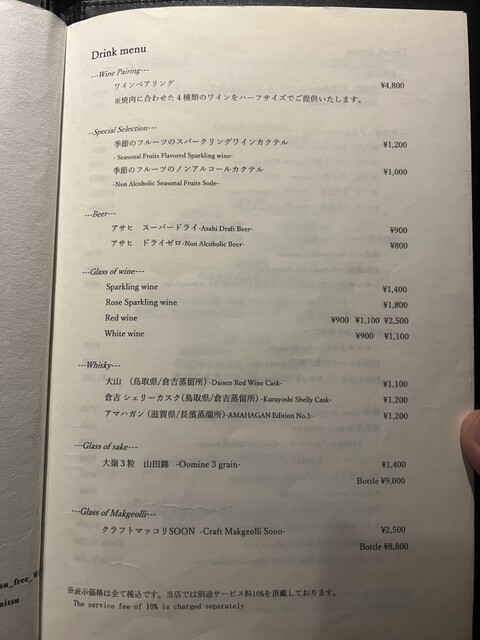 Drink menu
---Wine Pairing---
ワインペアリング ¥4,800
※焼肉に合わせた4種類のワインをハーフサイズでご提供いたします。
--Special Selection---
季節のフルーツのスパークリングワインカクテル ¥1,200
- Seasonal Fruits Flavored Sparkling wine-
季節のフルーツのノンアルコールカクテル ¥1,000
-Non Alcoholic Seasonal Fruits Sode-
---Beer---
アサヒ スーパードライ-Asahi Draft Beer- ¥900
アサヒ ドライゼロ-Non Alcoholic Beer- ¥800
---Glass of wine---
Sparkling wine ¥1,400
Rose Sparkling wine ¥1,800
Red wine ¥900 ¥1,100 ¥2,500
White wine ¥900 ¥1,100
---Whisky---
大山 (鳥取県/倉吉蒸留所)-Daisen Red Wine Cask- ¥1,100
倉吉 シェリーカスク(鳥取県/倉吉蒸留所)-Kurayoshi Shelly Cask- ¥1,200
アマハガン (滋賀県/長濱蒸溜所)-AMAHAGAN Edition No.1- ¥1,200
---Glass of sake---
大嶺3粒 山田錦 -Oomine 3 grain- ¥1,400
Bottle ¥9,000
---Glass of Makgeolli---
クラフトマッコリSOON -Craft Makgeolli Soon- ¥2,500
Bottle ¥8,800
※表示価格は全て税込です。当店では別途サービス料10%を頂戴しております。
The service fee of 10% is charged separately